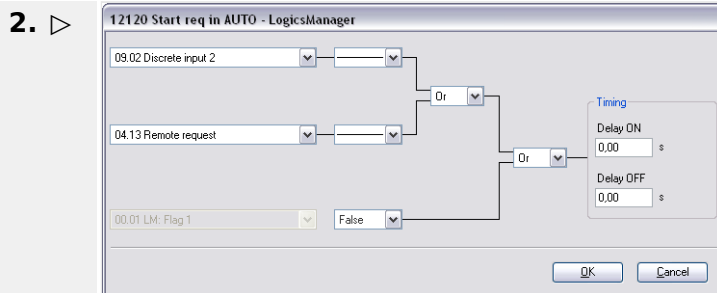 2. ▷
12120 Start req in AUTO - LogicsManager
09.02 Discrete input 2
Or
Timing
04.13 Remote request
Delay ON
0,00 s
Or
Delay OFF
0,00 s
00.01 LM: Flag 1 False
OK Cancel